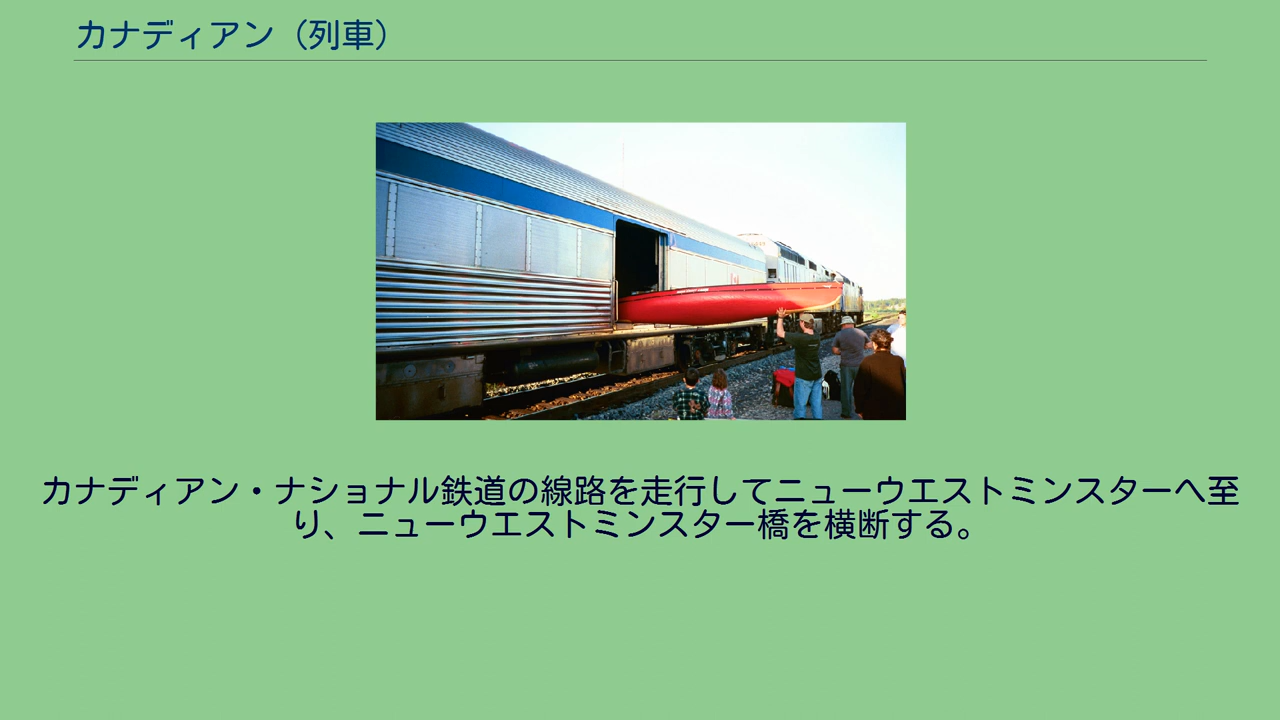 カナディアン（列車）
カナディアン・ナショナル鉄道の線路を走行してニューウエストミンスターへ至
り、ニューウエストミンスター橋を横断する。